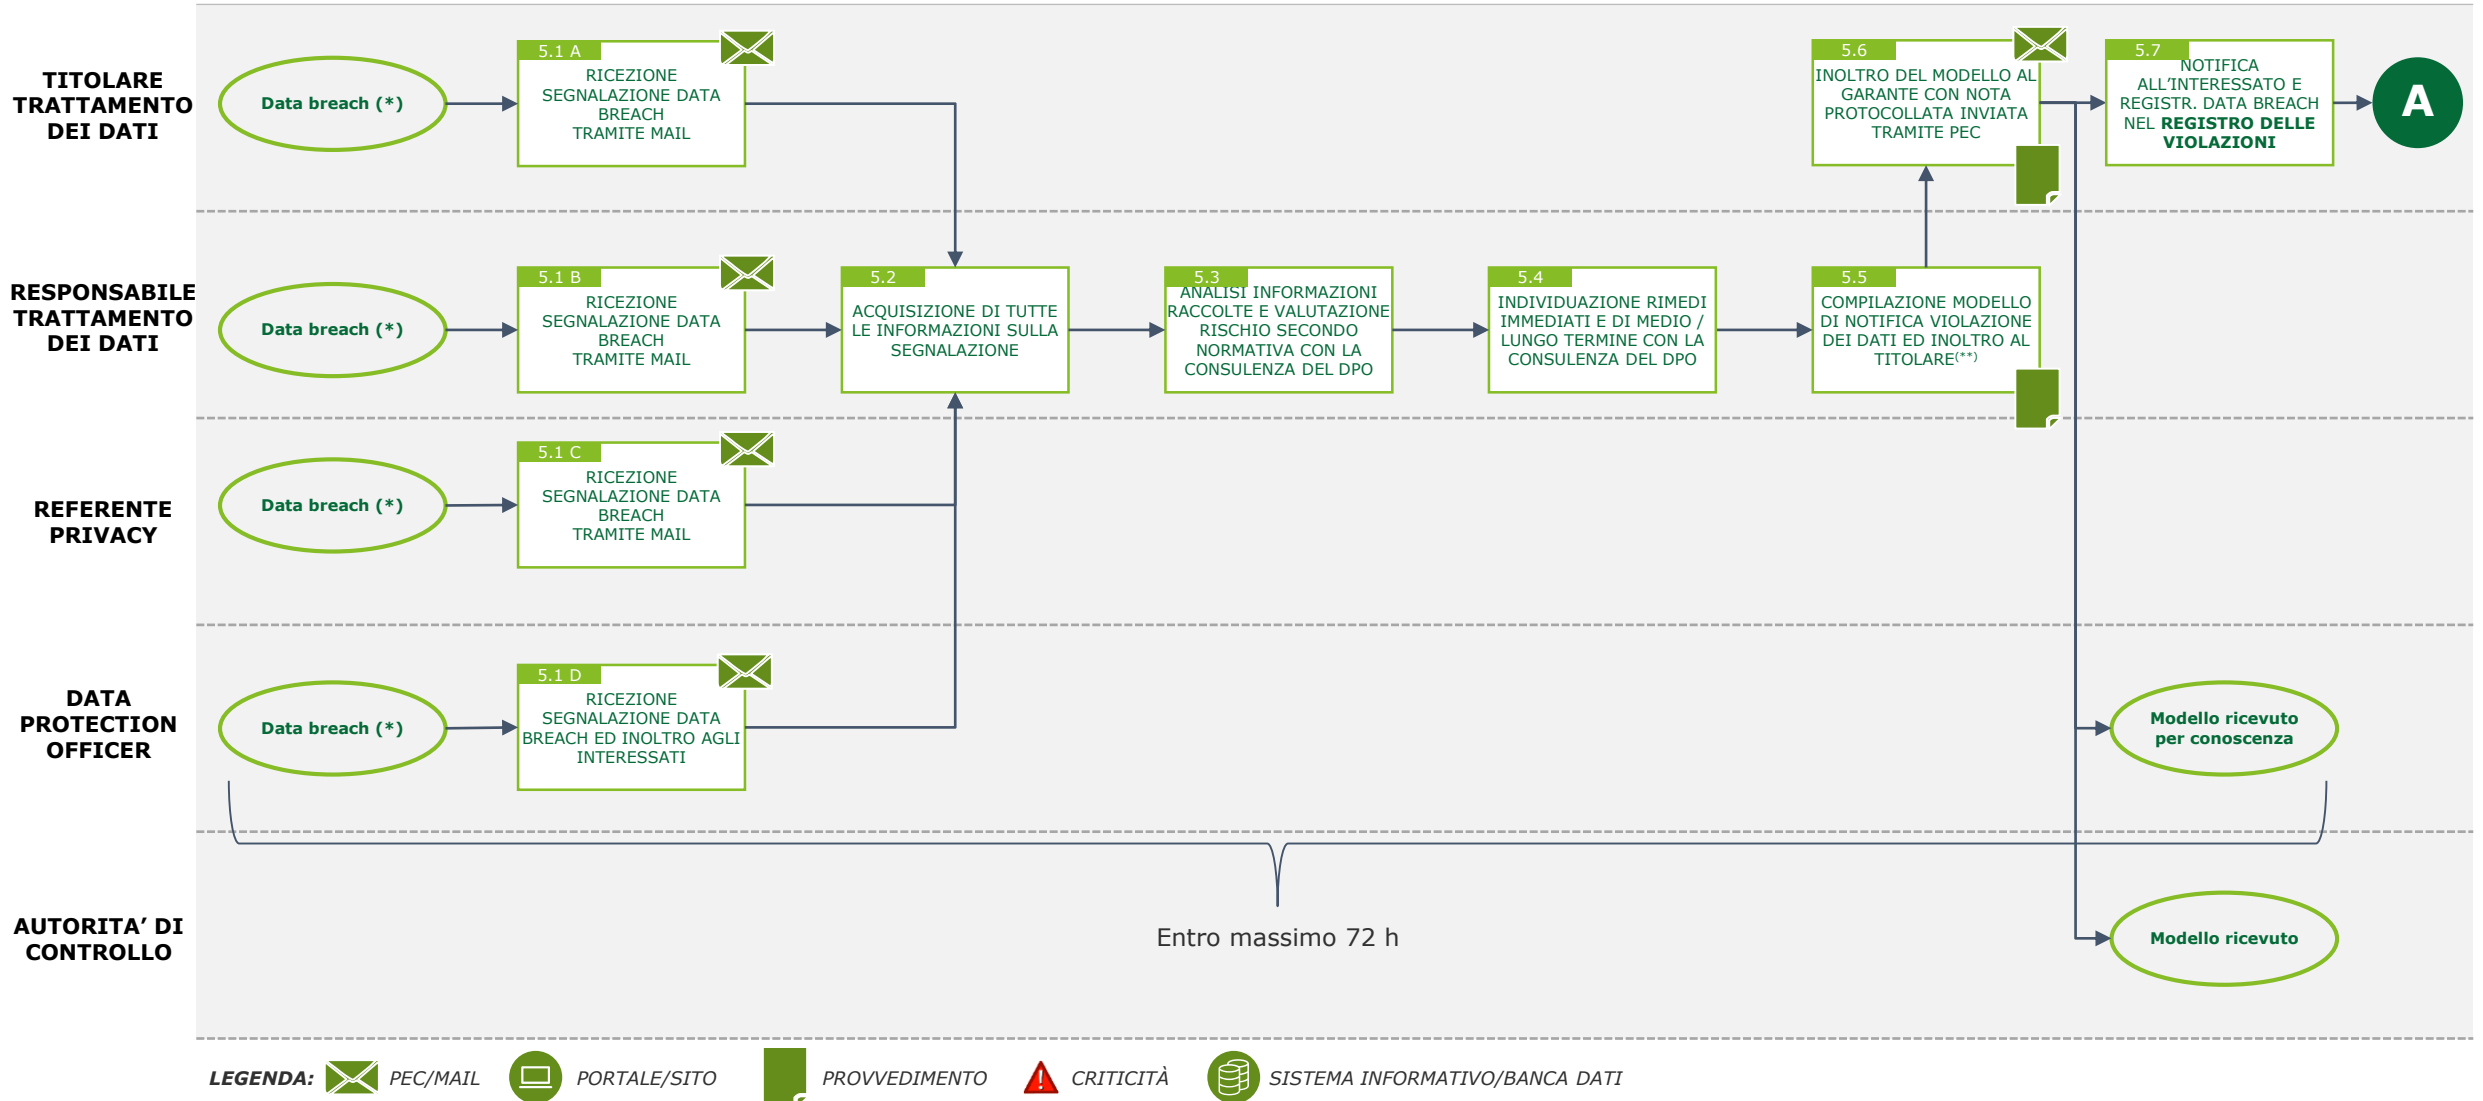 TITOLARE
TRATTAMENTO
DEI DATI
Data breach (*)
5.1 A
RICEZIONE
SEGNALAZIONE DATA
BREACH
TRAMITE MAIL
5.6
INOLTRO DEL MODELLO AL
GARANTE CON NOTA
PROTOCOLLATA INVIATA
TRAMITE PEC
5.7
NOTIFICA
ALL'INTERESSATO E
REGISTR. DATA BREACH
NEL REGISTRO DELLE
VIOLAZIONI
A
RESPONSABILE
TRATTAMENTO
DEI DATI
Data breach (*)
5.1 B
RICEZIONE
SEGNALAZIONE DATA
BREACH
TRAMITE MAIL
5.2
ACQUISIZIONE DI TUTTE
LE INFORMAZIONI SULLA
SEGNALAZIONE
5.3
ANALISI INFORMAZIONI
RACCOLTE E VALUTAZIONE
RISCHIO SECONDO
NORMATIVA CON LA
CONSULENZA DEL DPO
5.4
INDIVIDUAZIONE RIMEDI
IMMEDIATI E DI MEDIO /
LUNGO TERMINE CON LA
CONSULENZA DEL DPO
5.5
COMPILAZIONE MODELLO
DI NOTIFICA VIOLAZIONE
DEI DATI ED INOLTRO AL
TITOLARE(**)
REFERENTE
PRIVACY
Data breach (*)
5.1 C
RICEZIONE
SEGNALAZIONE DATA
BREACH
TRAMITE MAIL
DATA
PROTECTION
OFFICER
Data breach (*)
5.1 D
RICEZIONE
SEGNALAZIONE DATA
BREACH ED INOLTRO AGLI
INTERESSATI
Modello ricevuto
per conoscenza
AUTORITA’ DI
CONTROLLO
Entro massimo 72 h
Modello ricevuto
LEGENDA:
PEC/MAIL
PORTALE/SITO
PROVVEDIMENTO
CRITICITÀ
SISTEMA INFORMATIVO/BANCA DATI